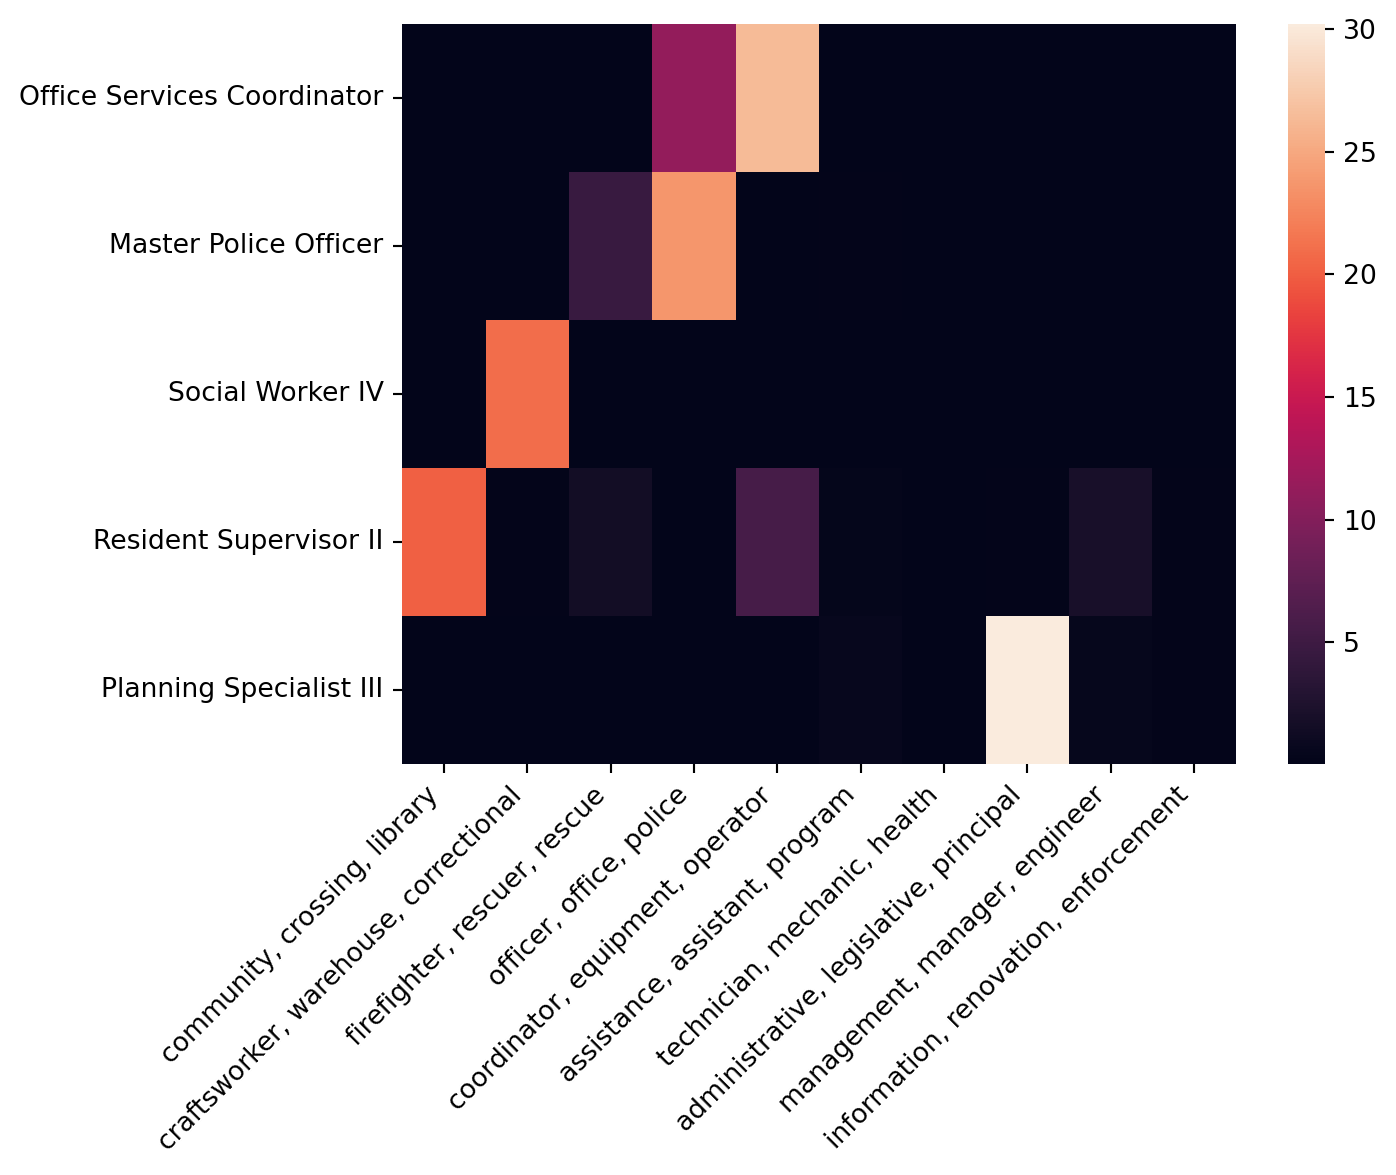 Office Services Coordinator
Master Police Officer
Social Worker IV
Resident Supervisor II
Planning Specialist III
community, crossing, library
craftsworker, warehouse, correctional
firefighter, rescuer, rescue
officer, office, police
coordinator, equipment, operator
assistance, assistant, program
technician, mechanic, health
administrative, legislative, principal
management, manager, engineer
information, renovation, enforcement
30
25
20
15
10
5